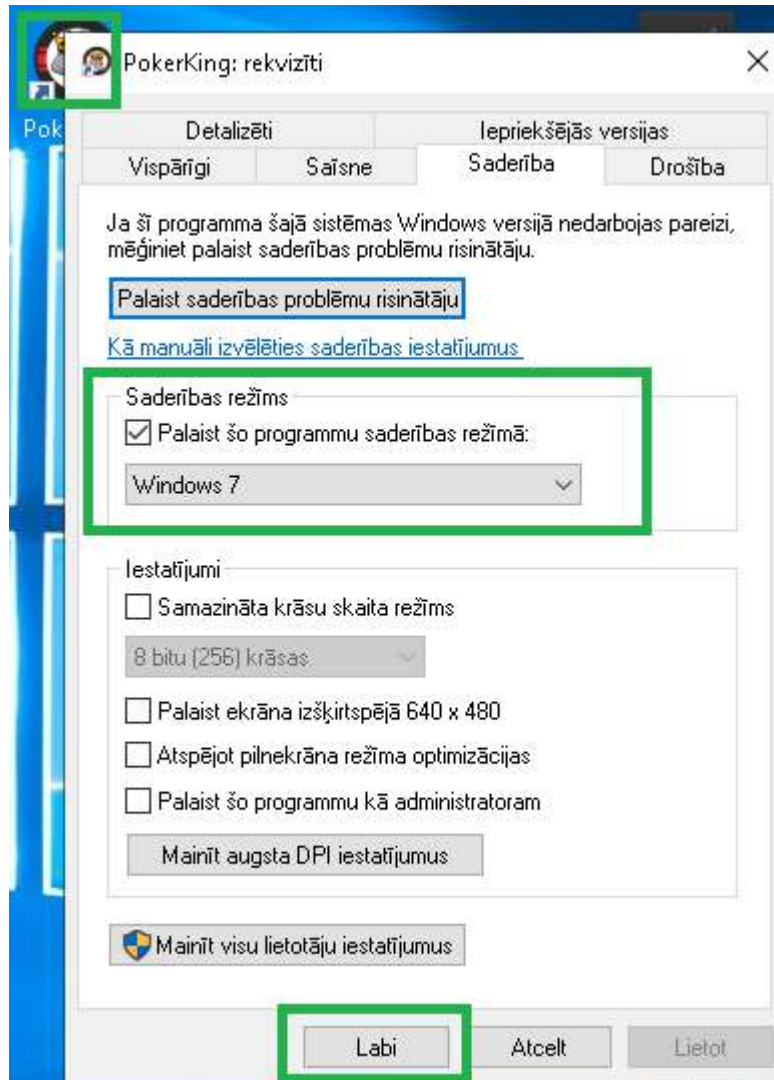 PokerKing: rekvizīti
Pok
Detalizēti
Iepriekšējās versijas
Vispārīgi
Saīsne
Saderība
Drošība
Ja šī programma šajā sistēmas Windows versijā nedarbojas pareizi,
mēģiniet palaist saderības problēmu risinātāju.
Palaist saderības problēmu risinātāju
Kā manuāli izvēlēties saderības iestatījumus
Saderības režīms
Palaist šo programmu saderības režīmā:
Windows 7
Iestatījumi
Samazināta krāsu skaita režīms
8 bitu (256) krāsas
Palaist ekrāna izšķirtspējā 640 x 480
Atspējot pilnekrāna režīma optimizācijas
Palaist šo programmu kā administratoram
Mainīt augsta DPI iestatījumus
Mainīt visu lietotāju iestatījumus
Labi
Atcelt
Lietot